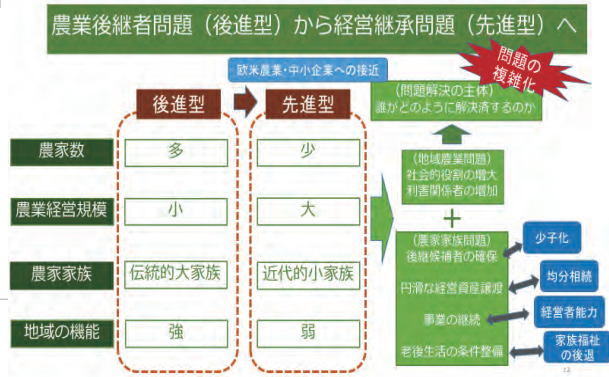 農業後継者問題（後進型）から経営継承問題（先進型）へ
欧米農業・中小企業への接近
問題の
複雑化
後進型
先進型
（問題解決の主体）
誰がどのように解決済するのか
農家数
多
少
（地域農業問題）
社会的役割の増大
利害関係者の増加
農業経営規模
小
大
＋
（農家家族問題）
後継候補者の確保
少子化
農家家族
伝統的大家族
近代的小家族
円滑な経営資産譲渡
均分相続
事業の継続
経営者能力
地域の機能
強
弱
老後生活の条件整備
家族福祉
の後退
12